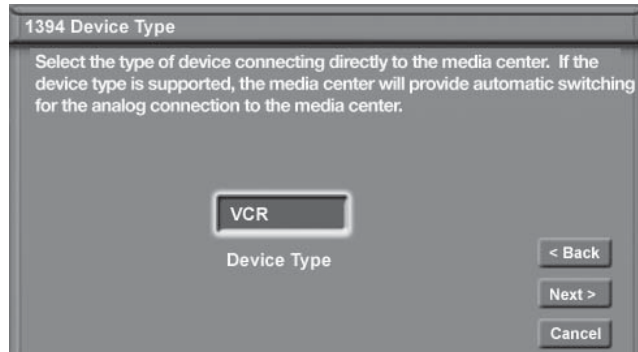 1394 Device Type
Select the type of device connecting directly to the media center. If the
device type is supported, the media center will provide automatic switching
for the analog connection to the media center.
VCR
Device Type
< Back
Next >
Cancel